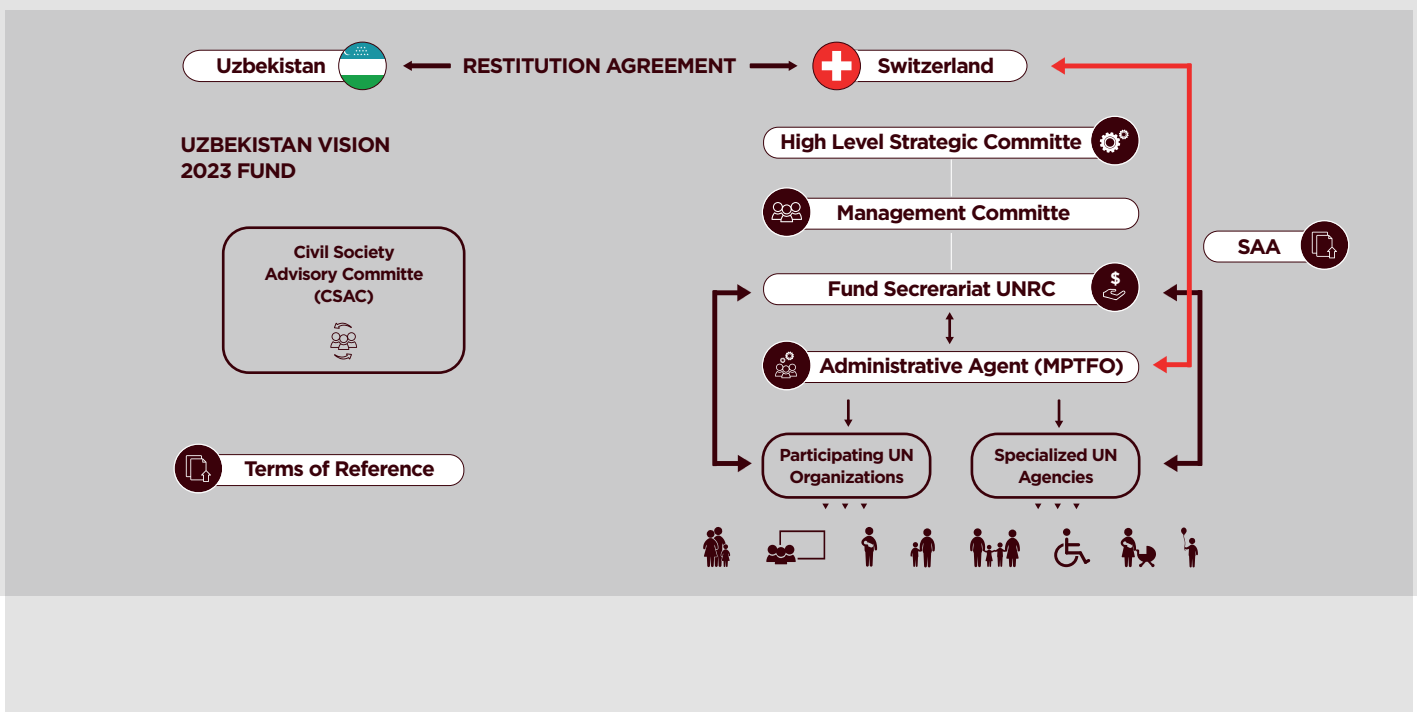 Uzbekistan
RESTITUTION AGREEMENT
Switzerland
UZBEKISTAN VISION
2023 FUND
High Level Strategic Committe
Management Committe
Civil Society
Advisory Committe
(CSAC)
SAA
Fund Secrerariat UNRC
$
Administrative Agent (MPTFO)
Participating UN
Organizations
Specialized UN
Agencies
Terms of Reference